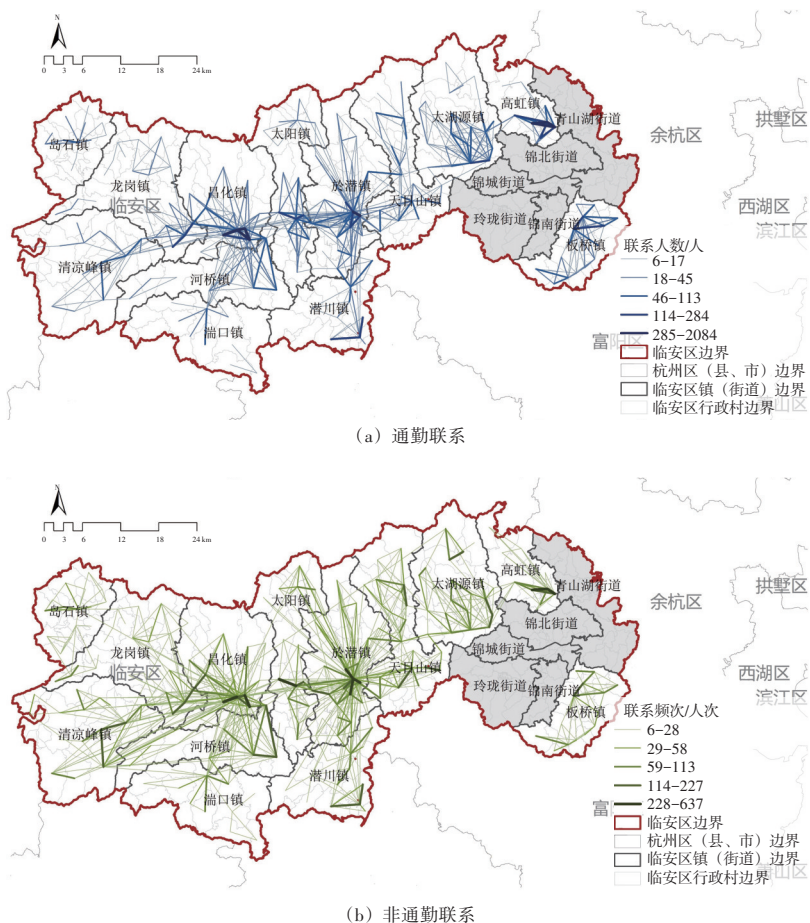 N
0 3 6 12 18 24 km
高虹镇
太湖源镇
青山湖街道
拱墅区
太阳镇
余杭区
岛石镇
锦北街道
龙岗镇
昌化镇
於潜镇
锦城街道
临安区
天目山镇
西湖区
玲珑街道
锦南街道
滨江区
板桥镇
清凉峰镇
河桥镇
潜川镇
湍口镇
富阳区
萧山区
联系人数/人
6-17
18-45
46-113
114-284
285-2084
临安区边界
杭州区（县、市）边界
临安区镇（街道）边界
临安区行政村边界
（a）通勤联系
N
0 3 6 12 18 24 km
高虹镇
太湖源镇
青山湖街道
拱墅区
太阳镇
余杭区
岛石镇
锦北街道
龙岗镇
昌化镇
於潜镇
锦城街道
临安区
天目山镇
西湖区
玲珑街道
锦南街道
滨江区
板桥镇
清凉峰镇
河桥镇
潜川镇
湍口镇
联系频次/人次
6-28
29-58
59-113
114-227
228-637
临安区边界
杭州区（县、市）边界
临安区镇（街道）边界
临安区行政村边界
（b）非通勤联系